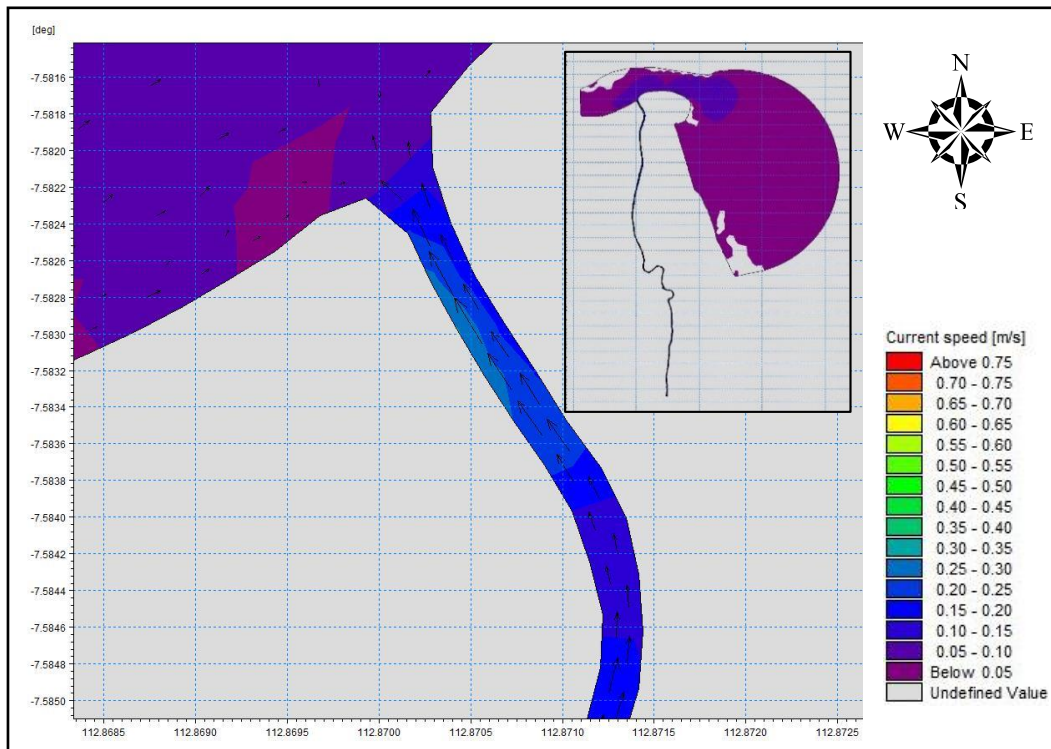 [deg]
-7.5816
-7.5818
-7.5820
-7.5822
-7.5824
-7.5826
-7.5828
-7.5830
-7.5832
-7.5834
-7.5836
-7.5838
-7.5840
-7.5842
-7.5844
-7.5846
-7.5848
-7.5850
112.8685 112.8690 112.8695 112.8700 112.8705 112.8710 112.8715 112.8720 112.8725
N
W E
S
Current speed [m/s]
Above 0.75
0.70 - 0.75
0.65 - 0.70
0.60 - 0.65
0.55 - 0.60
0.50 - 0.55
0.45 - 0.50
0.40 - 0.45
0.35 - 0.40
0.30 - 0.35
0.25 - 0.30
0.20 - 0.25
0.15 - 0.20
0.10 - 0.15
0.05 - 0.10
Below 0.05
Undefined Value